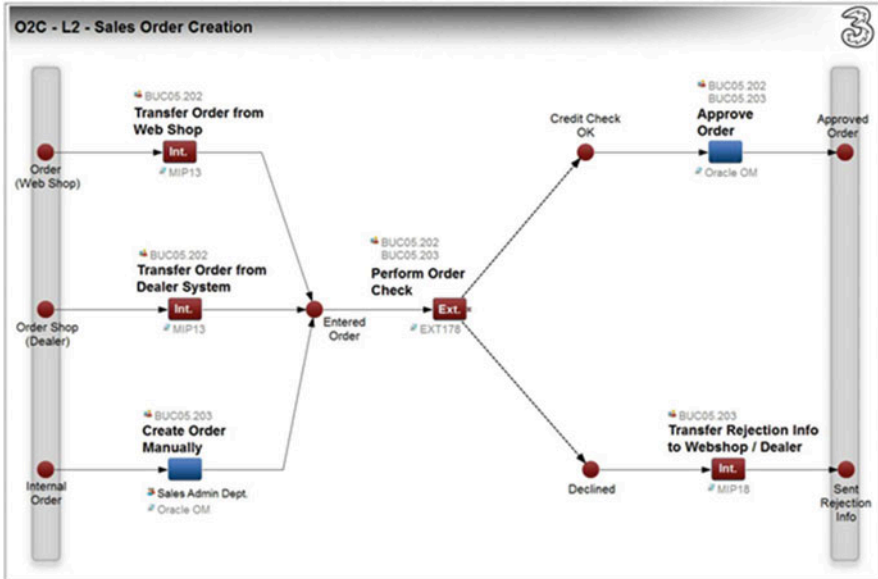 O2C - L2 - Sales Order Creation
3
BUC05.202
Transfer Order from
Web Shop
Int.
MIP13
Order
(Web Shop)
BUC05.202
Transfer Order from
Dealer System
Int.
MIP13
Order Shop
(Dealer)
BUC05.203
Create Order
Manually
Sales Admin Dept.
Oracle OM
Internal
Order
Entered
Order
BUC05.202
BUC05.203
Perform Order
Check
Ext.
EXT178
Credit Check
OK
BUC05.202
BUC05.203
Approve
Order
Oracle OM
Approved
Order
Declined
BUC05.203
Transfer Rejection Info
to Webshop / Dealer
Int.
MIP18
Sent
Rejection
Info